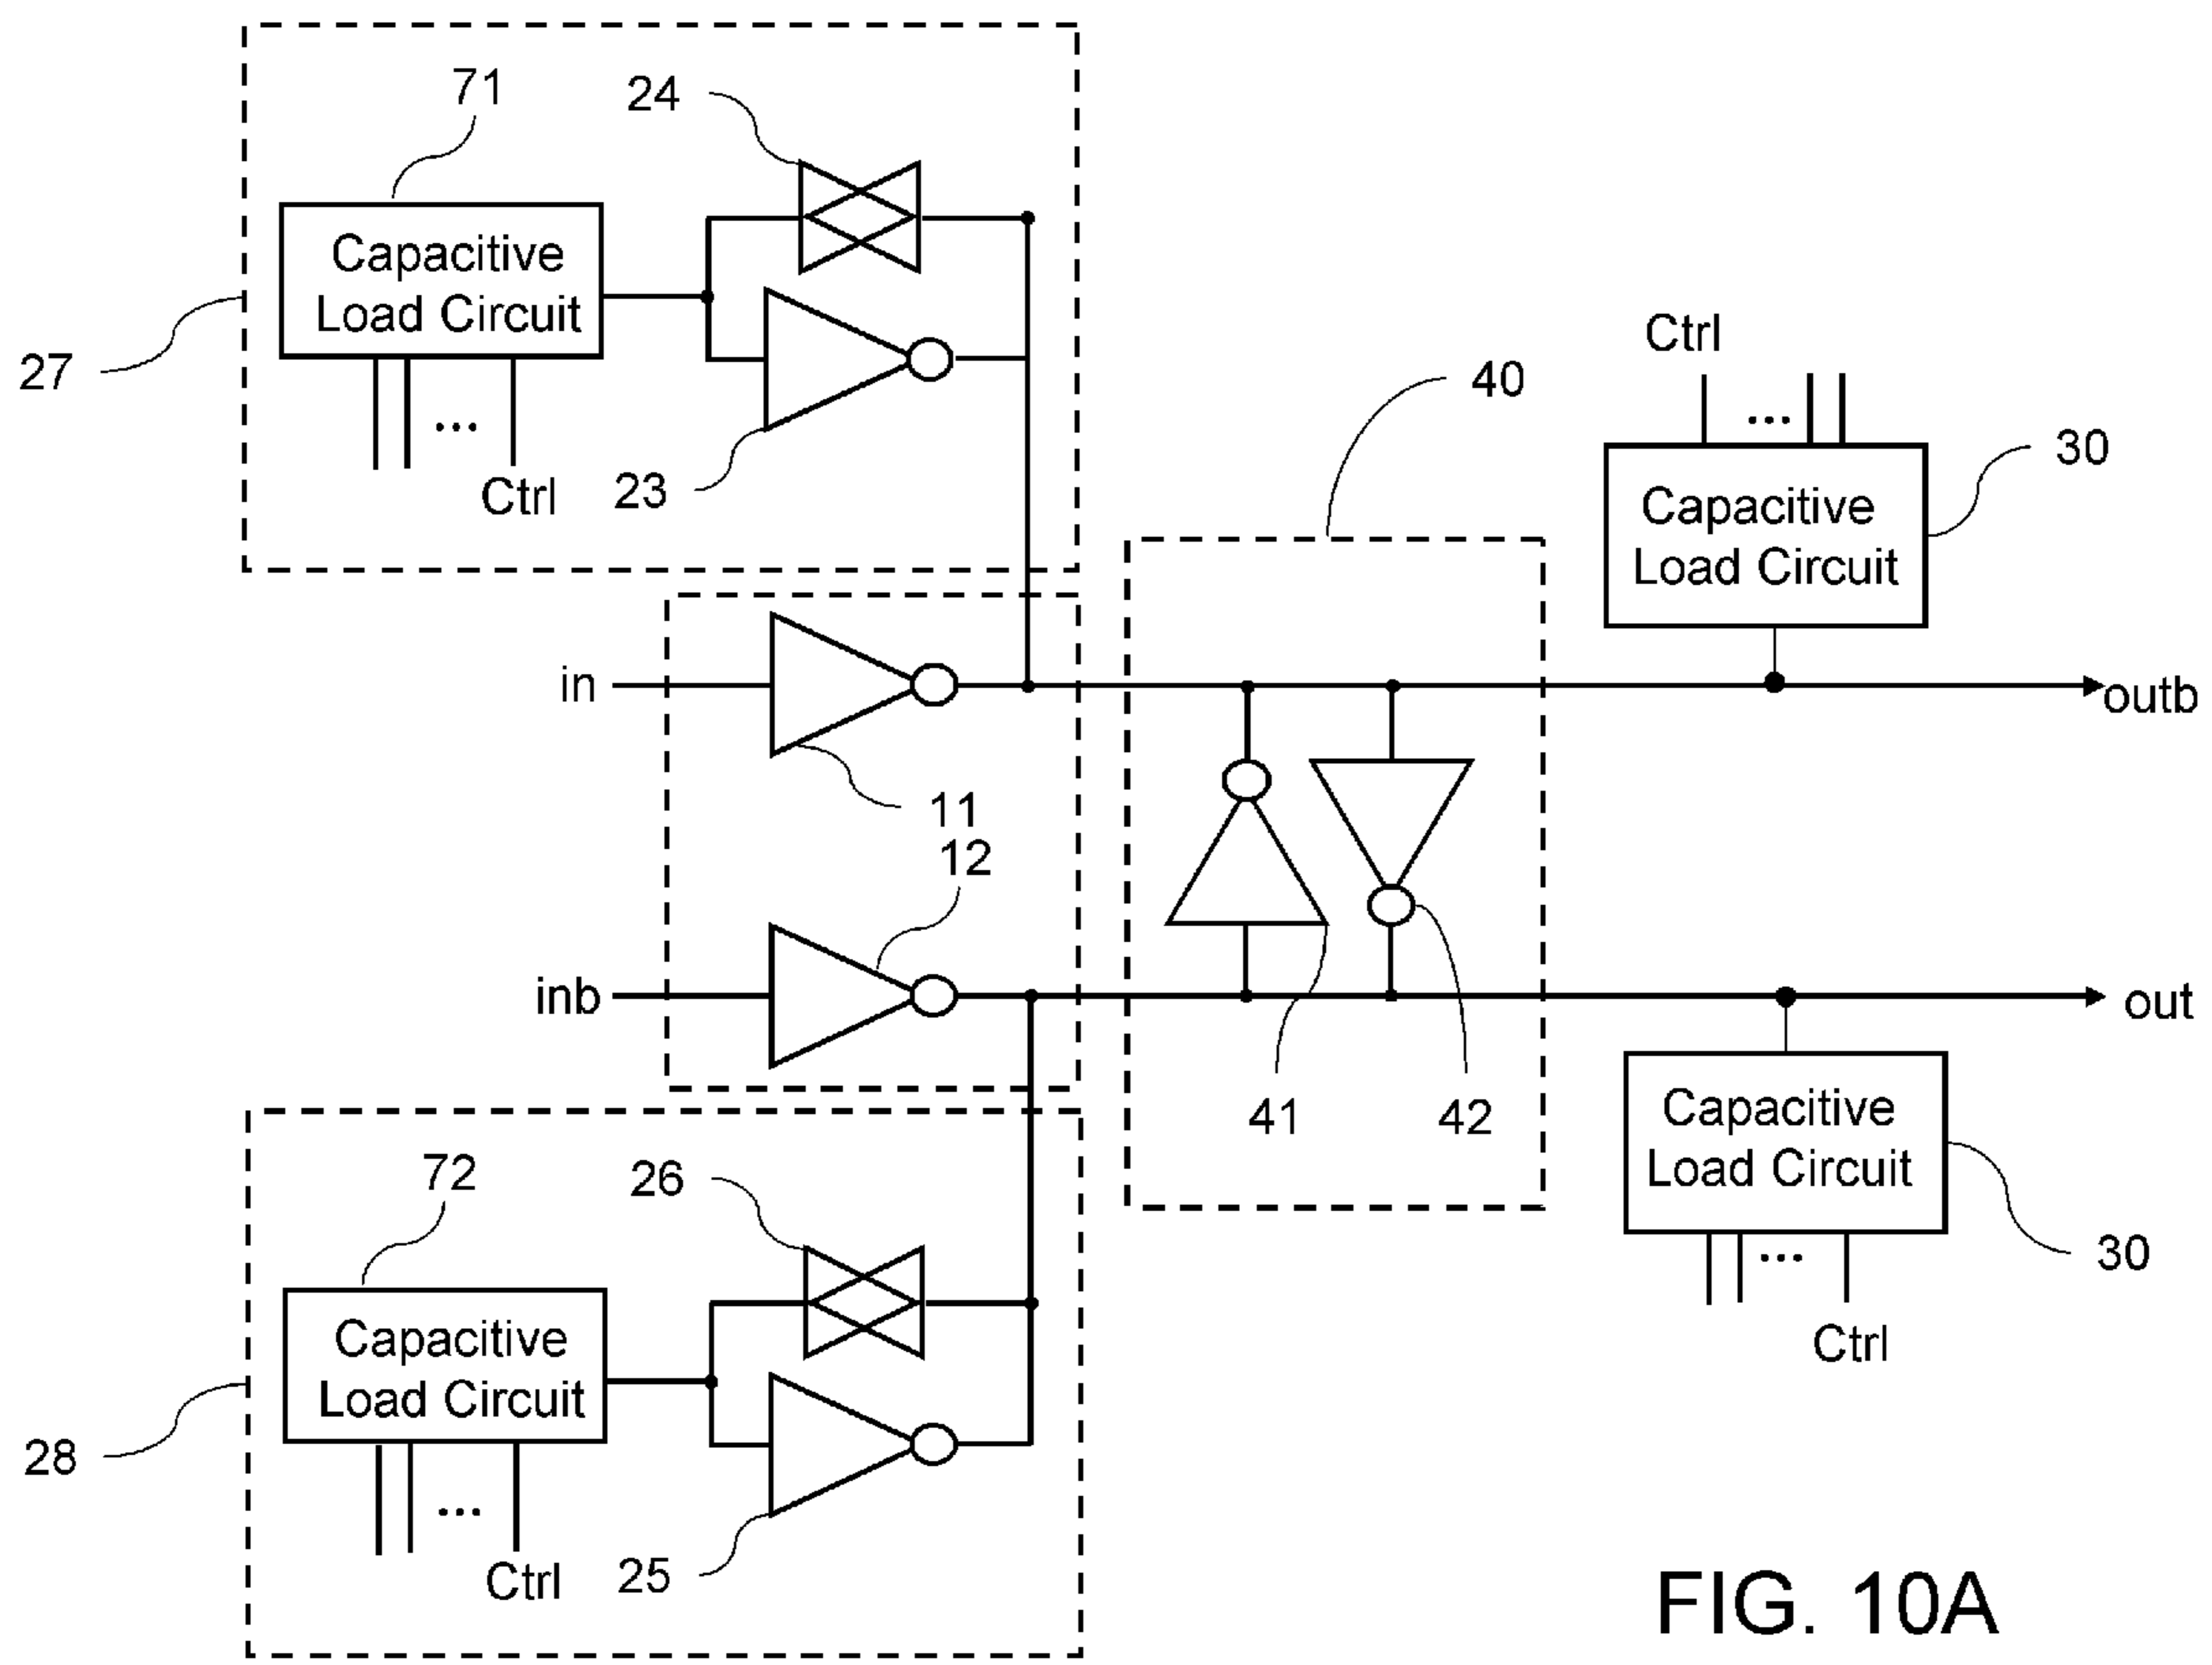 71
24
Capacitive
Load Circuit
27
...
Ctrl
23
Ctrl
...
40
30
Capacitive
Load Circuit
in
outb
11
12
inb
out
41
42
Capacitive
Load Circuit
30
...
Ctrl
72
26
Capacitive
Load Circuit
28
...
Ctrl
25
FIG. 10A